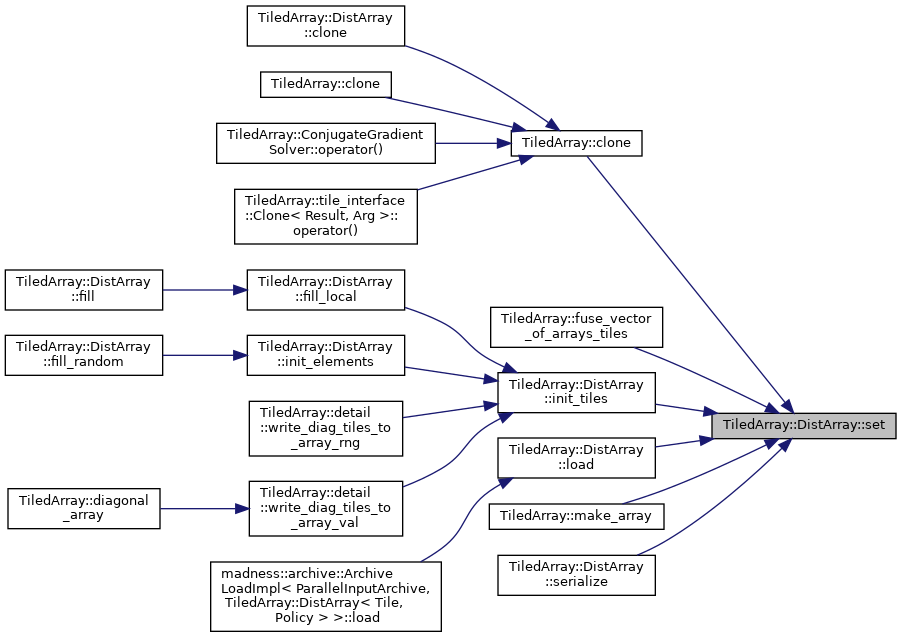 TiledArray::DistArray
::clone
TiledArray::clone
TiledArray::ConjugateGradient
Solver::operator()
TiledArray::clone
TiledArray::tile_interface
::Clone< Result, Arg >::
operator()
TiledArray::DistArray
::fill
TiledArray::DistArray
::fill_local
TiledArray::fuse_vector
_of_arrays_tiles
TiledArray::DistArray
::fill_random
TiledArray::DistArray
::init_elements
TiledArray::DistArray
::init_tiles
TiledArray::detail
::write_diag_tiles_to
_array_rng
TiledArray::DistArray::set
TiledArray::DistArray
::load
TiledArray::diagonal
_array
TiledArray::detail
::write_diag_tiles_to
_array_val
TiledArray::make_array
TiledArray::DistArray
::serialize
madness::archive::Archive
LoadImpl< ParallelInputArchive,
TiledArray::DistArray< Tile,
Policy > >::load